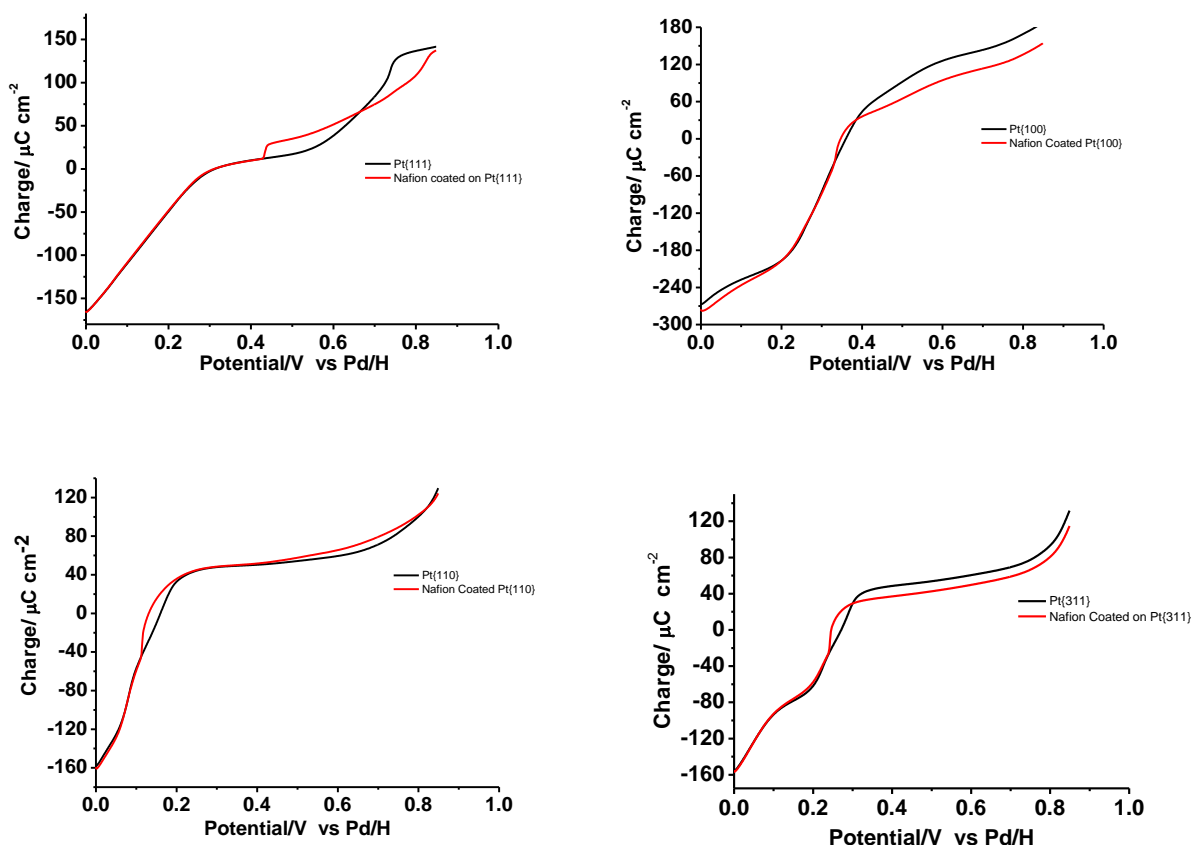 150
100
50
0
-50
-100
-150
0.0 0.2 0.4 0.6 0.8 1.0
Charge/ μC cm-2
Potential/V vs Pd/H
Pt{111}
Nafion coated on Pt{111}
180
120
60
0
-60
-120
-180
-240
-300
0.0 0.2 0.4 0.6 0.8 1.0
Charge/ μC cm-2
Potential/V vs Pd/H
Pt{100}
Nafion Coated Pt{100}
120
80
40
0
-40
-80
-120
-160
0.0 0.2 0.4 0.6 0.8 1.0
Charge/ μC cm-2
Potential/V vs Pd/H
Pt{110}
Nafion Coated Pt{110}
120
80
40
0
-40
-80
-120
-160
0.0 0.2 0.4 0.6 0.8 1.0
Charge/ μC cm-2
Potential/V vs Pd/H
Pt{311}
Nafion Coated on Pt{311}